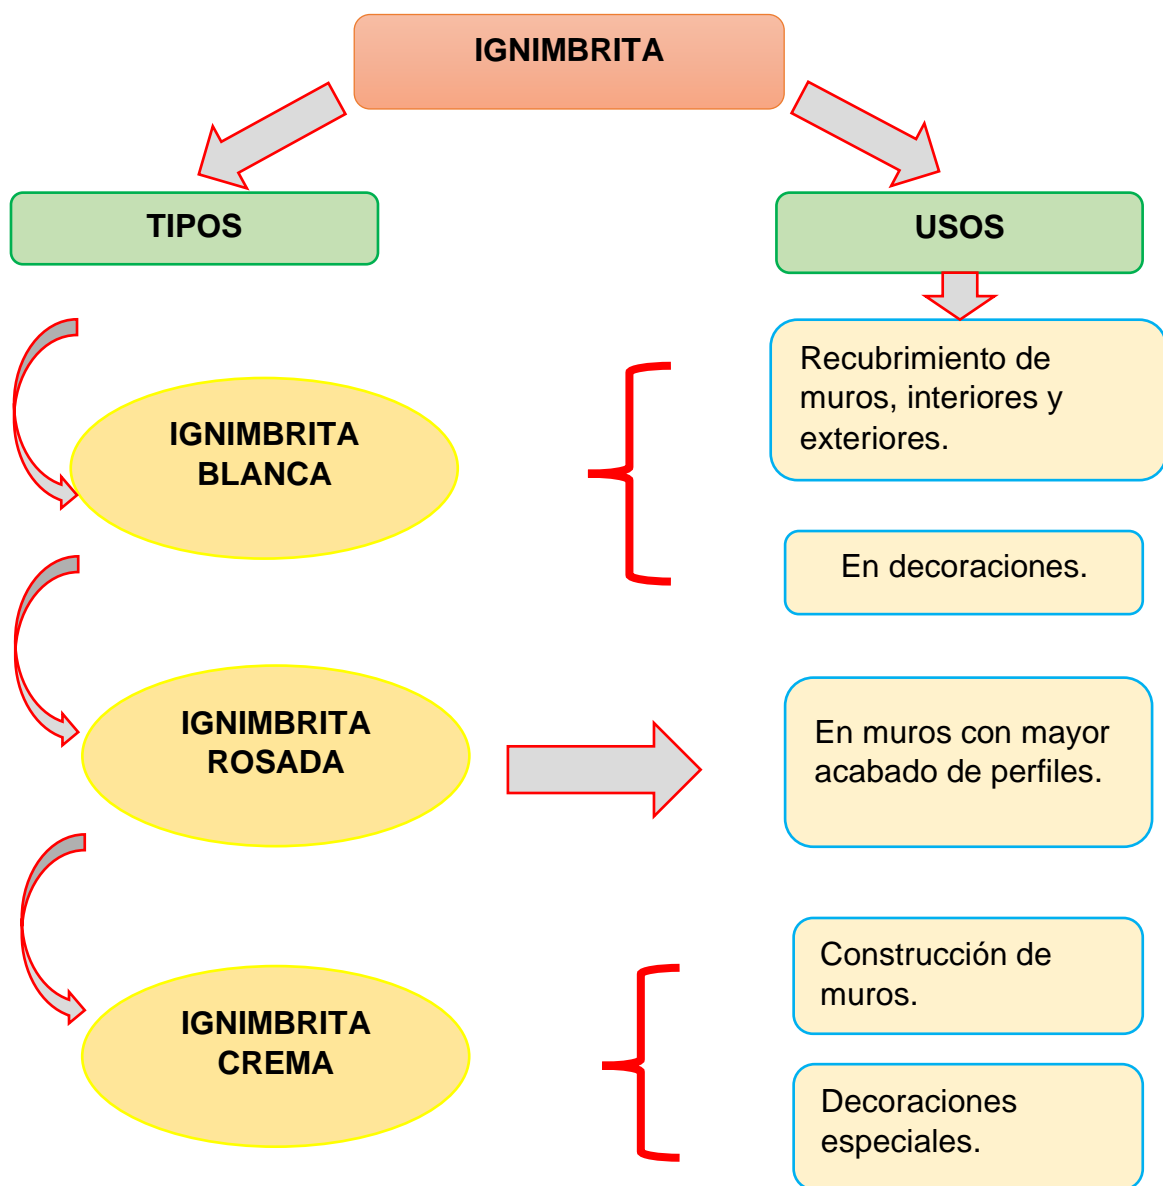 IGNIMBRITA
TIPOS
USOS
IGNIMBRITA
BLANCA
Recubrimiento de
muros, interiores y
exteriores.
En decoraciones.
IGNIMBRITA
ROSADA
En muros con mayor
acabado de perfiles.
IGNIMBRITA
CREMA
Construcción de
muros.
Decoraciones
especiales.